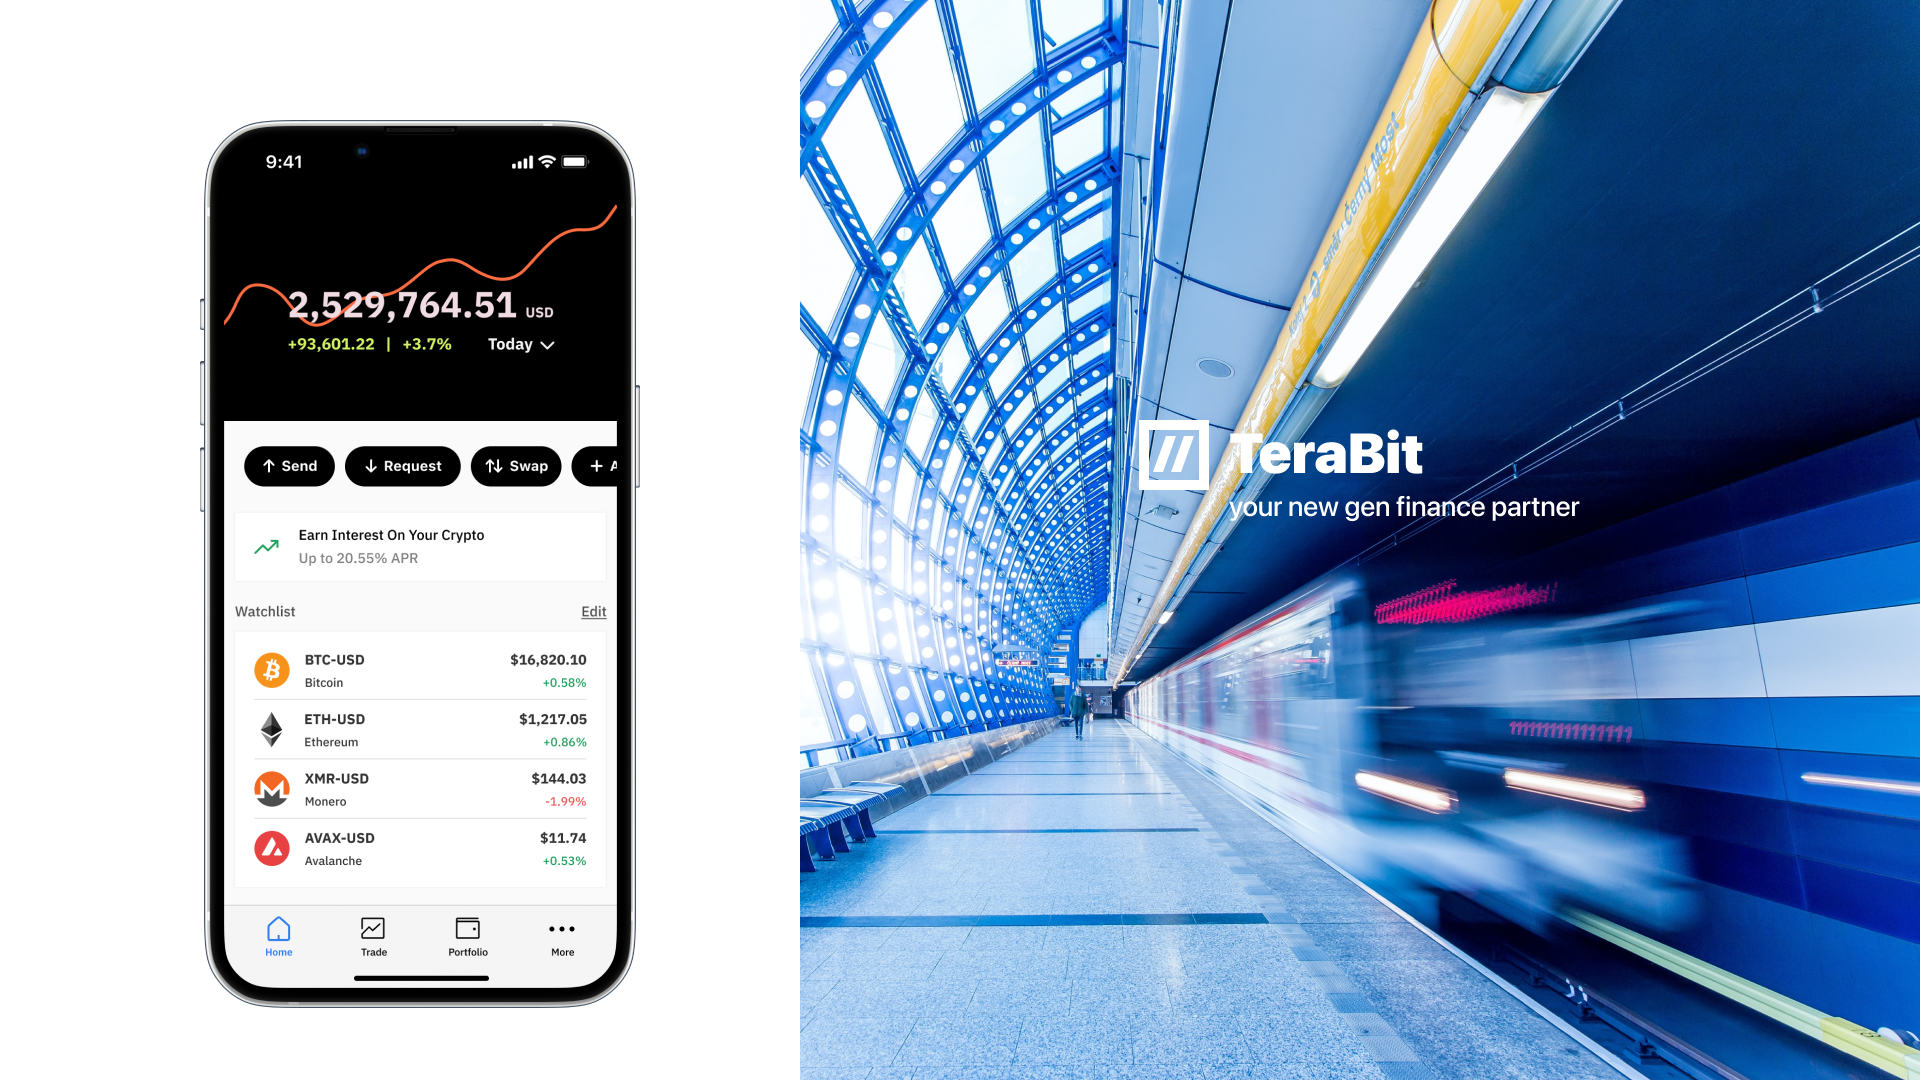 9:41
2,529,764.51 USD
+93,601.22 | +3.7% Today
Send Request Swap + A
Earn Interest On Your Crypto
Up to 20.55% APR
Watchlist Edit
BTC-USD $16,820.10
Bitcoin +0.58%
ETH-USD $1,217.05
Ethereum +0.86%
XMR-USD $144.03
Monero -1.99%
AVAX-USD $11.74
Avalanche +0.53%
Home Trade Portfolio More
směr • Černý Most
TeraBit
your new gen finance partner